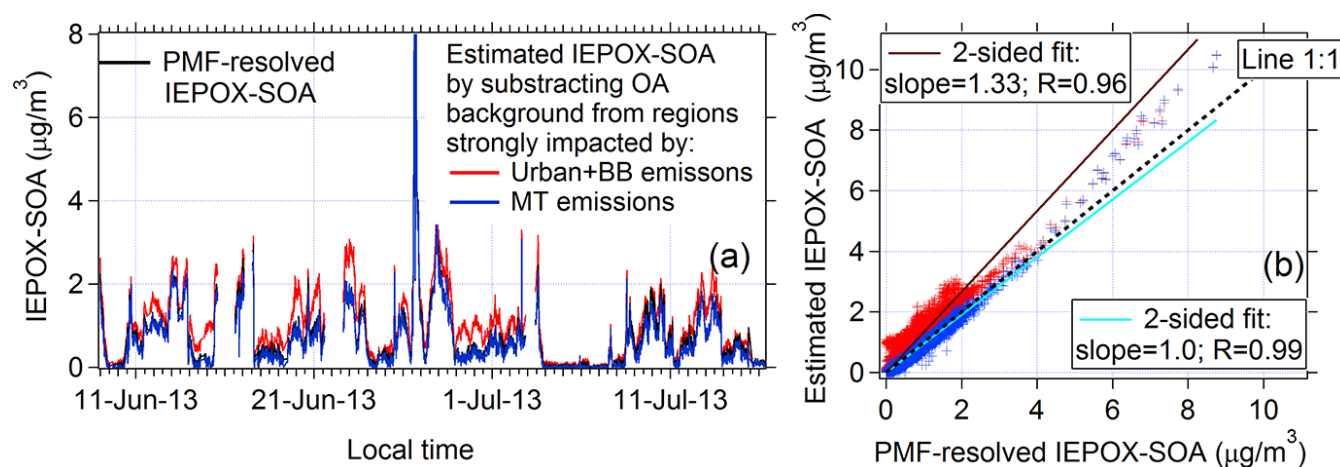 8
6
4
2
0
IEPOX-SOA (μg/m³)
PMF-resolved
IEPOX-SOA
Estimated IEPOX-SOA
by substracting OA
background from regions
strongly impacted by:
Urban+BB emissons
MT emissions
(a)
11-Jun-13
21-Jun-13
1-Jul-13
11-Jul-13
Local time
Estimated IEPOX-SOA (μg/m³)
10
8
6
4
2
0
2-sided fit:
slope=1.33; R=0.96
Line 1:1
(b)
2-sided fit:
slope=1.0; R=0.99
0
2
4
6
8
10
PMF-resolved IEPOX-SOA (μg/m³)